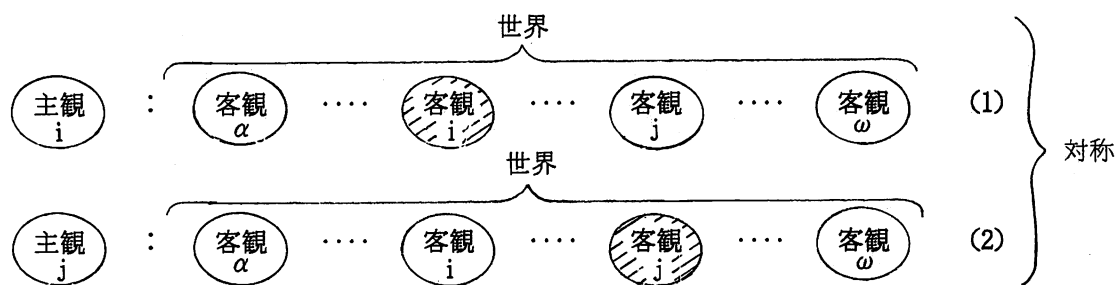 世界
主観 i : 客観 α ···· 客観 i ···· 客観 j ···· 客観 ω (1)
対称
世界
主観 j : 客観 α ···· 客観 i ···· 客観 j ···· 客観 ω (2)